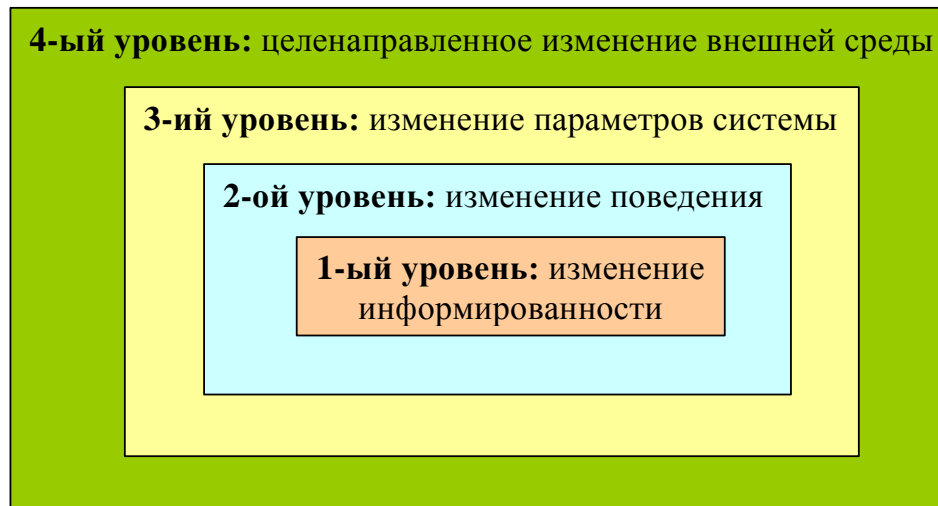 4-ый уровень: целенаправленное изменение внешней среды
3-ий уровень: изменение параметров системы
2-ой уровень: изменение поведения
1-ый уровень: изменение
информированности